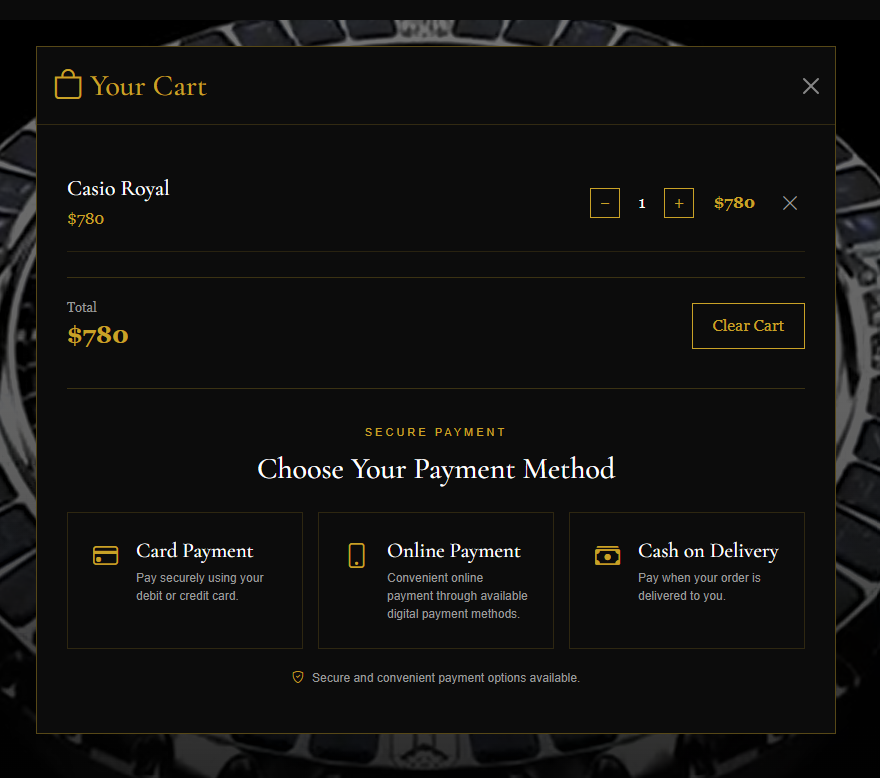 Your Cart
Casio Royal
$780
− 1 + $780
Total
$780
Clear Cart
SECURE PAYMENT
Choose Your Payment Method
Card Payment
Pay securely using your
debit or credit card.
Online Payment
Convenient online
payment through available
digital payment methods.
Cash on Delivery
Pay when your order is
delivered to you.
Secure and convenient payment options available.